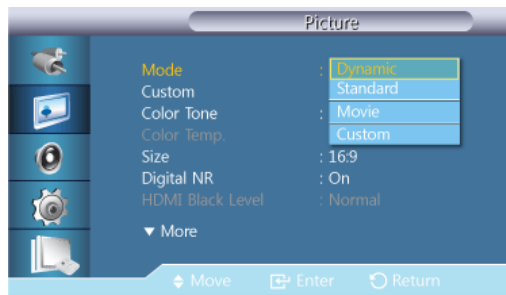 Picture
Mode : Dynamic
Custom Standard
Color Tone : Movie
Color Temp. Custom
Size : 16:9
Digital NR : On
HDMI Black Level : Normal
▼ More
Move Enter Return